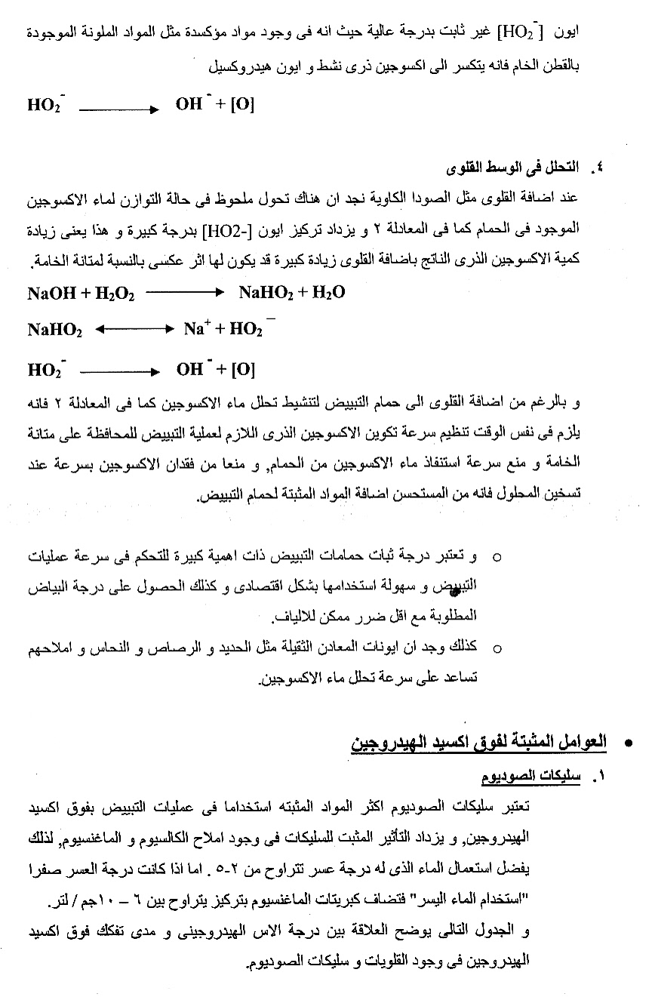 ايون [HO₂⁻] غير ثابت بدرجة عالية حيث انه فى وجود مواد مؤكسدة مثل المواد الملونة الموجودة
بالقطن الخام فانه يتكسر الى اكسوجين ذرى نشط و ايون هيدروكسيل
HO₂⁻ ⟶ OH⁻ + [O]
٤. التحلل في الوسط القلوى
عند اضافة القلوى مثل الصودا الكاوية نجد ان هناك تحول ملحوظ فى حالة التوازن لماء الاكسوجين
الموجود فى الحمام كما فى المعادلة ٢ و يزداد تركيز ايون [HO2-] بدرجة كبيرة و هذا يعنى زيادة
كمية الاكسوجين الذرى الناتج باضافة القلوى زيادة كبيرة قد يكون لها اثر عكسى بالنسبة لمتانة الخامة.
NaOH + H₂O₂ ⟶ NaHO₂ + H₂O
NaHO₂ ⟷ Na⁺ + HO₂⁻
HO₂⁻ ⟶ OH⁻ + [O]
و بالرغم من اضافة القلوى الى حمام التبييض لتنشيط تحلل ماء الاكسوجين كما فى المعادلة ٢ فانه
يلزم فى نفس الوقت تنظيم سرعة تكوين الاكسوجين الذرى اللازم لعملية التبييض للمحافظة على متانة
الخامة و منع سرعة استنفاذ ماء الاكسوجين من الحمام, و منعا من فقدان الاكسوجين بسرعة عند
تسخين المحلول فانه من المستحسن اضافة المواد المثبتة لحمام التبييض.
o و تعتبر درجة ثبات حمامات التبييض ذات اهمية كبيرة للتحكم فى سرعة عمليات
التبييض و سهولة استخدامها بشكل اقتصادى و كذلك الحصول على درجة البياض
المطلوبة مع اقل ضرر ممكن للالياف.
o كذلك وجد ان ايونات المعادن الثقيلة مثل الحديد و الرصاص و النحاس و املاحهم
تساعد على سرعة تحلل ماء الاكسوجين.
• العوامل المثبتة لفوق اكسيد الهيدروجين
١. سليكات الصوديوم
تعتبر سليكات الصوديوم اكثر المواد المثبته استخداما فى عمليات التبييض بفوق اكسيد
الهيدروجين, و يزداد التأثير المثبت للسليكات فى وجود املاح الكالسيوم و الماغنسيوم, لذلك
يفضل استعمال الماء الذى له درجة عسر تتراوح من ٢-٥ . اما اذا كانت درجة العسر صفرا
"استخدام الماء اليسر" فتضاف كبريتات الماغنسيوم بتركيز يتراوح بين ٦ – ١٠جم / لتر.
و الجدول التالى يوضح العلاقة بين درجة الاس الهيدروجينى و مدى تفكك فوق اكسيد
الهيدروجين فى وجود القلويات و سليكات الصوديوم.